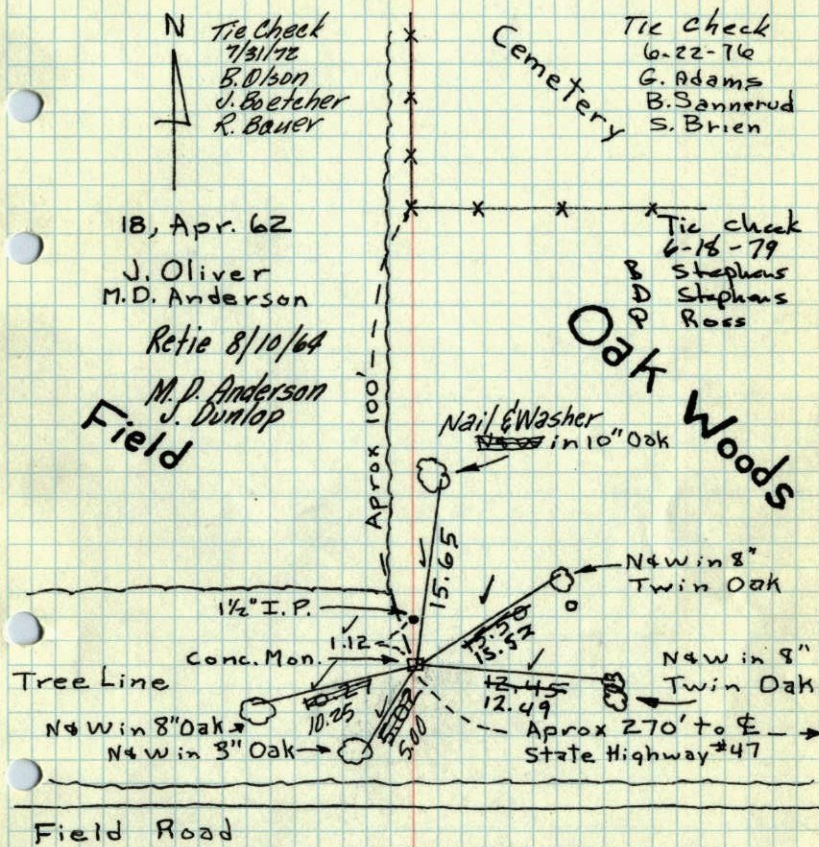 N
Tie Check
7/31/72
B. Olson
J. Boetcher
R. Bauer
Cemetery
Tie Check
6-22-76
G. Adams
B. Sannerud
S. Brien
18, Apr. 62
J. Oliver
M.D. Anderson
Retie 8/10/64
M.D. Anderson
J. Dunlop
Tie check
6-18-79
B Stephens
D Stephens
R Ross
Field
Oak Woods
Aprox 100'
Nail & Washer
in 10" Oak
15.65
N&W in 8"
Twin Oak
1½" I.P.
1.12
15.50
15.52
Conc. Mon.
Tree Line
10.27
10.25
12.45
12.49
N&W in 8"
Twin Oak
N&W in 8" Oak
N&W in 3" Oak
5.02
5.00
Aprox 270' to ℄
State Highway #47
Field Road